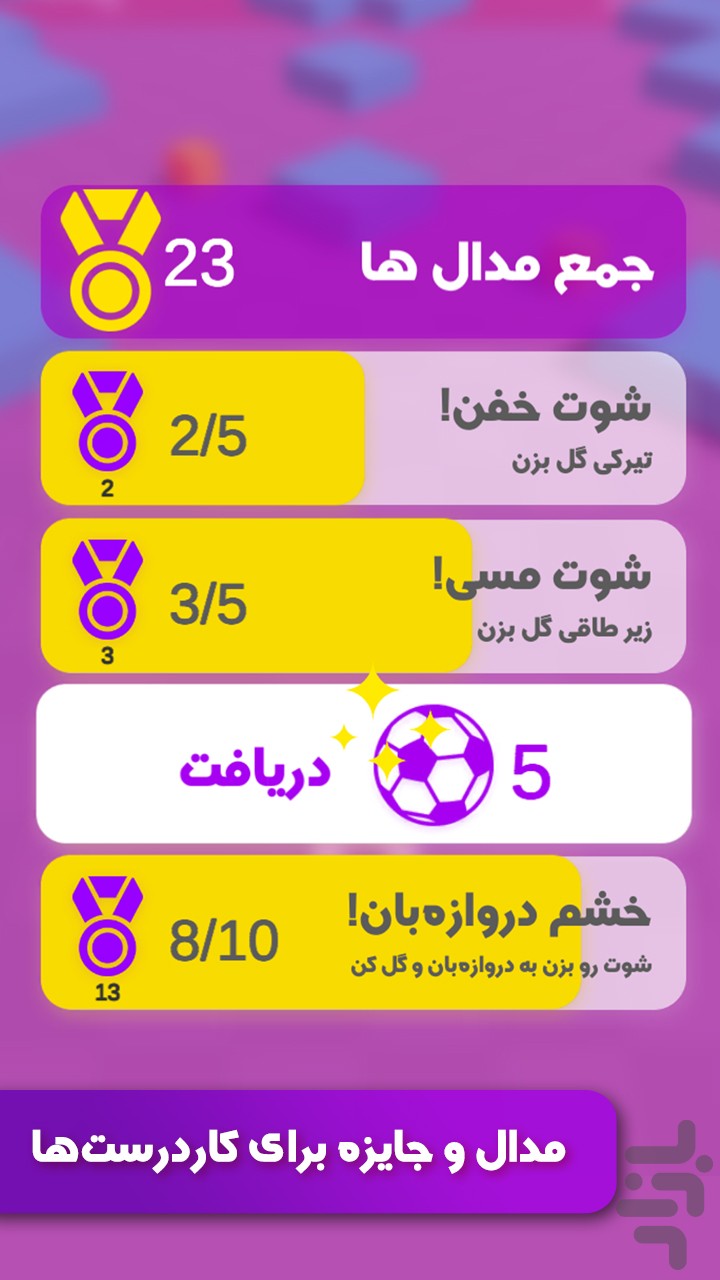 جمع مدال ها 23
شوت خفن!
تیرکی گل بزن
2/5
2
شوت مسی!
زیر طاقی گل بزن
3/5
3
5 دریافت
خشم دروازه‌بان!
شوت رو بزن به دروازه‌بان و گل کن
8/10
13
مدال و جایزه برای کاردرست‌ها